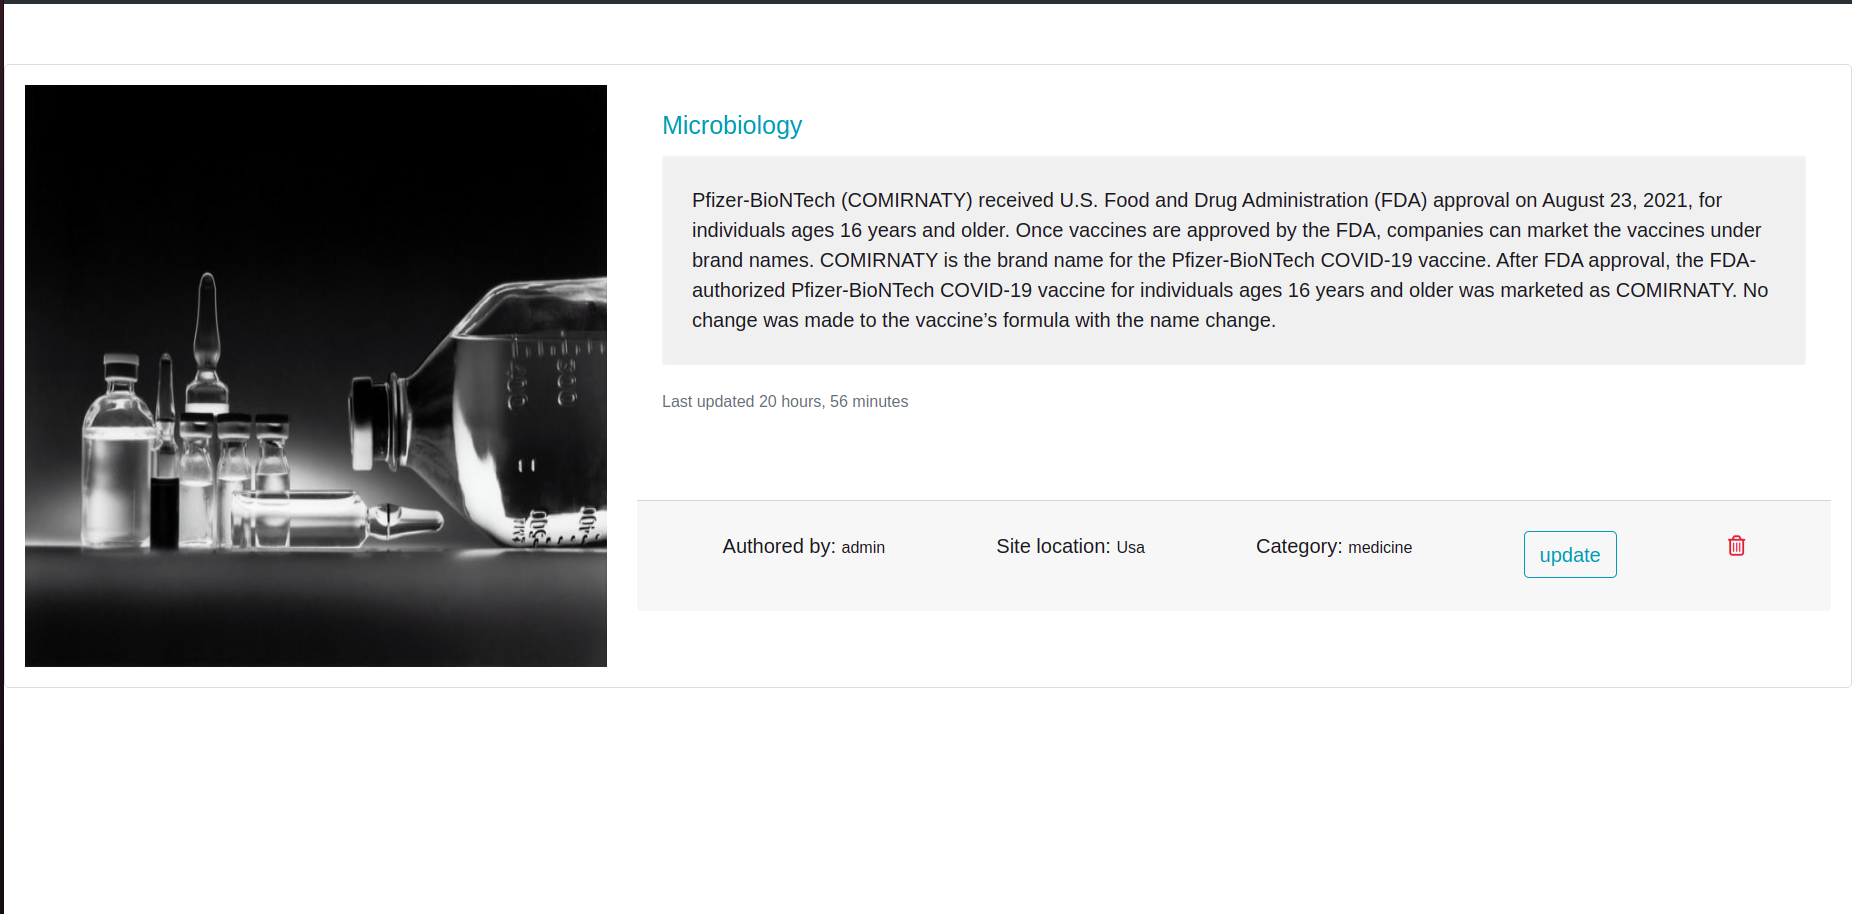 Microbiology
Pfizer-BioNTech (COMIRNATY) received U.S. Food and Drug Administration (FDA) approval on August 23, 2021, for
individuals ages 16 years and older. Once vaccines are approved by the FDA, companies can market the vaccines under
brand names. COMIRNATY is the brand name for the Pfizer-BioNTech COVID-19 vaccine. After FDA approval, the FDA-
authorized Pfizer-BioNTech COVID-19 vaccine for individuals ages 16 years and older was marketed as COMIRNATY. No
change was made to the vaccine’s formula with the name change.
Last updated 20 hours, 56 minutes
400 300
Authored by: admin Site location: Usa Category: medicine update